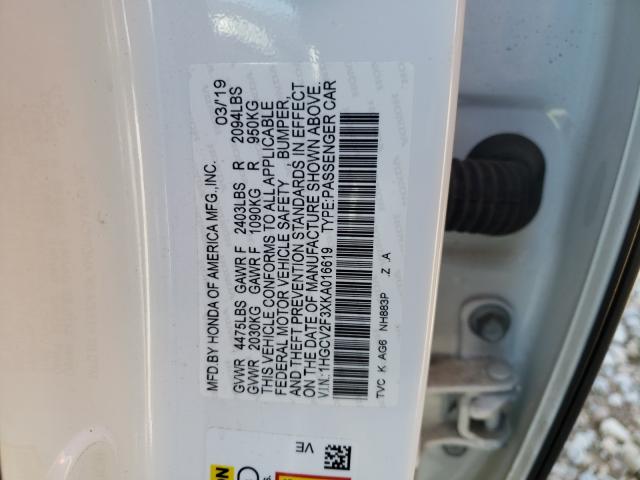 MFD.BY HONDA OF AMERICA MFG.,INC. 03/'19
GVWR 4475LBS GAWR F 2403LBS R 2094LBS
GVWR 2030KG GAWR F 1090KG R 950KG
THIS VEHICLE CONFORMS TO ALL APPLICABLE
FEDERAL MOTOR VEHICLE SAFETY , BUMPER,
AND THEFT PREVENTION STANDARDS IN EFFECT
ON THE DATE OF MANUFACTURE SHOWN ABOVE.
V.I.N.:1HGCV2F3XKA016619 TYPE:PASSENGER CAR
TVC K AG6 NH883P .Z .A
VE